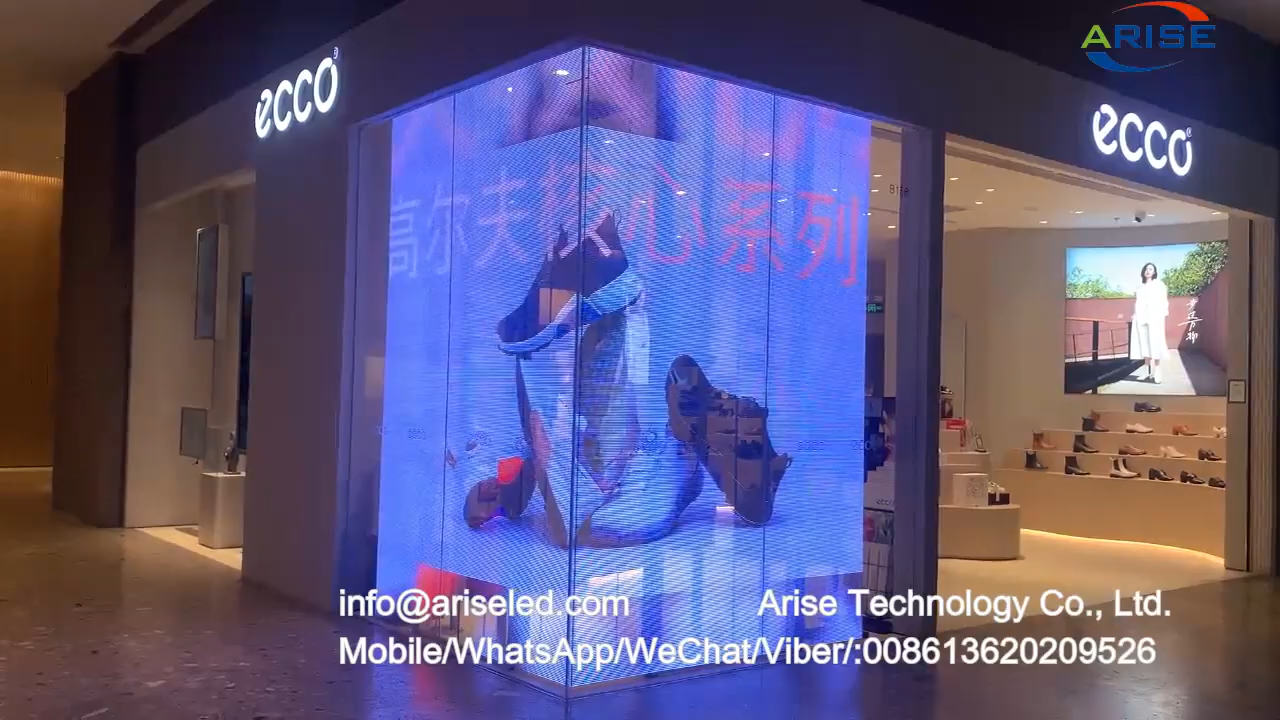 ARISE
ecco
ecco
高尔夫核心系列
B158
info@ariseled.com
Arise Technology Co., Ltd.
Mobile/WhatsApp/WeChat/Viber/:008613620209526